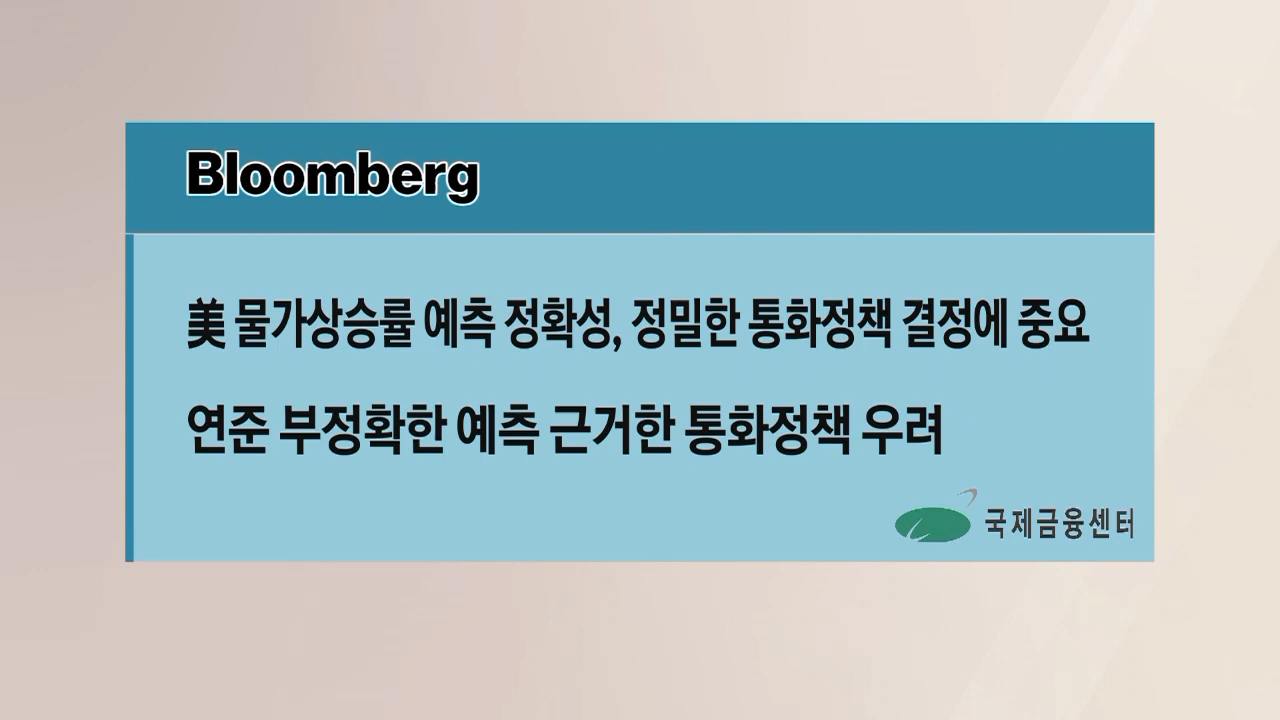 Bloomberg
美 물가상승률 예측 정확성, 정밀한 통화정책 결정에 중요
연준 부정확한 예측 근거한 통화정책 우려
국제금융센터